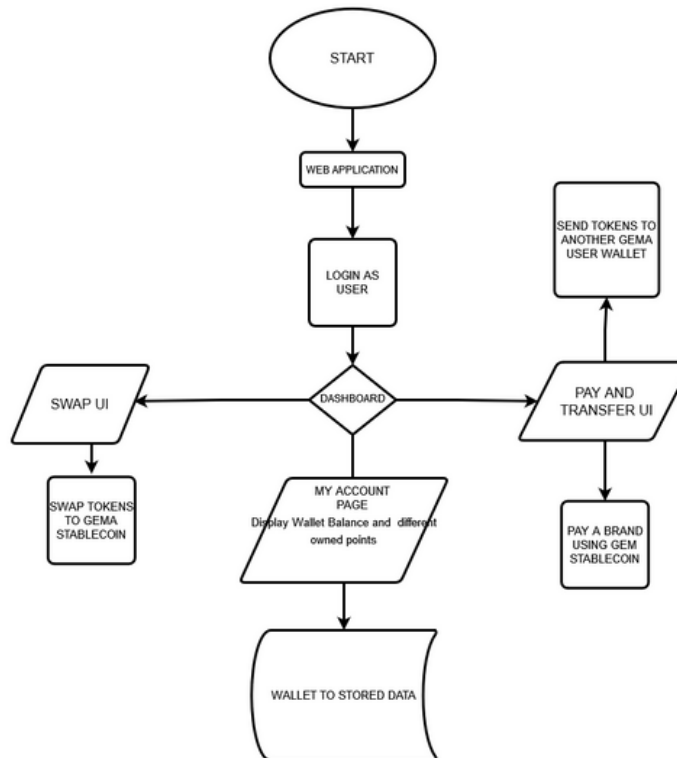 START
WEB APPLICATION
SEND TOKENS TO
ANOTHER GEMA
USER WALLET
LOGIN AS
USER
SWAP UI
DASHBOARD
PAY AND
TRANSFER UI
SWAP TOKENS
TO GEMA
STABLECOIN
MY ACCOUNT
PAGE
Display Wallet Balance and different
owned points
PAY A BRAND
USING GEM
STABLECOIN
WALLET TO STORED DATA